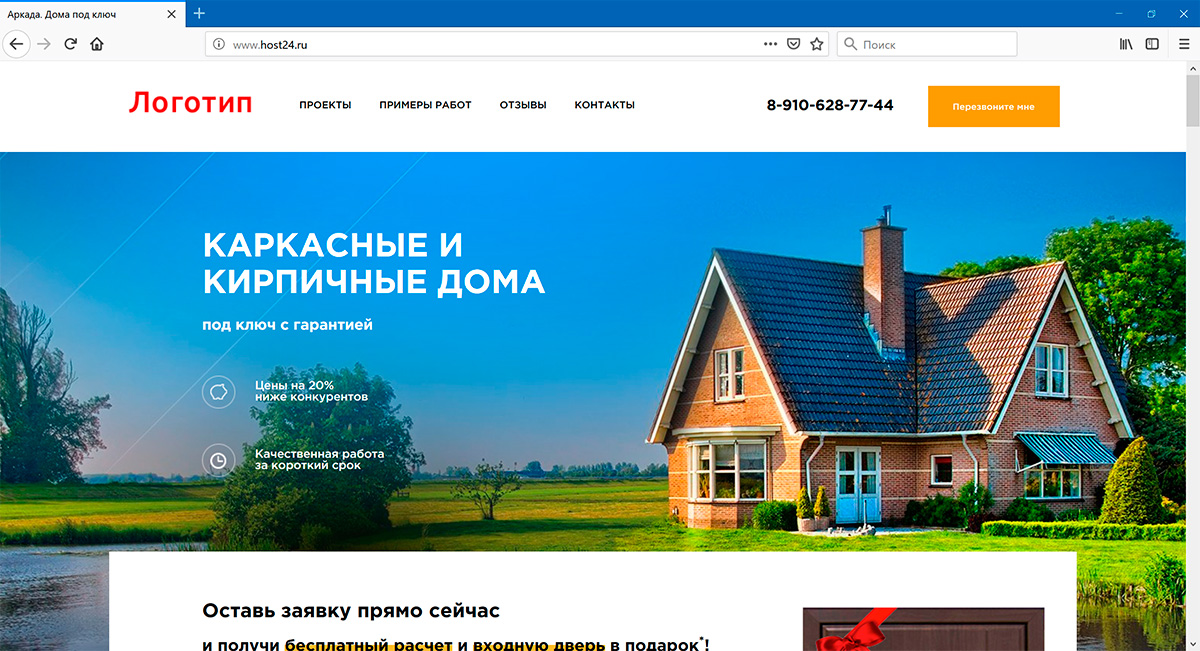 Аркада. Дома под ключ
www.host24.ru
Поиск
Логотип
ПРОЕКТЫ
ПРИМЕРЫ РАБОТ
ОТЗЫВЫ
КОНТАКТЫ
8-910-628-77-44
Перезвоните мне
КАРКАСНЫЕ И
КИРПИЧНЫЕ ДОМА
под ключ с гарантией
Цены на 20%
ниже конкурентов
Качественная работа
за короткий срок
Оставь заявку прямо сейчас
и получи бесплатный расчет и входную дверь в подарок*!